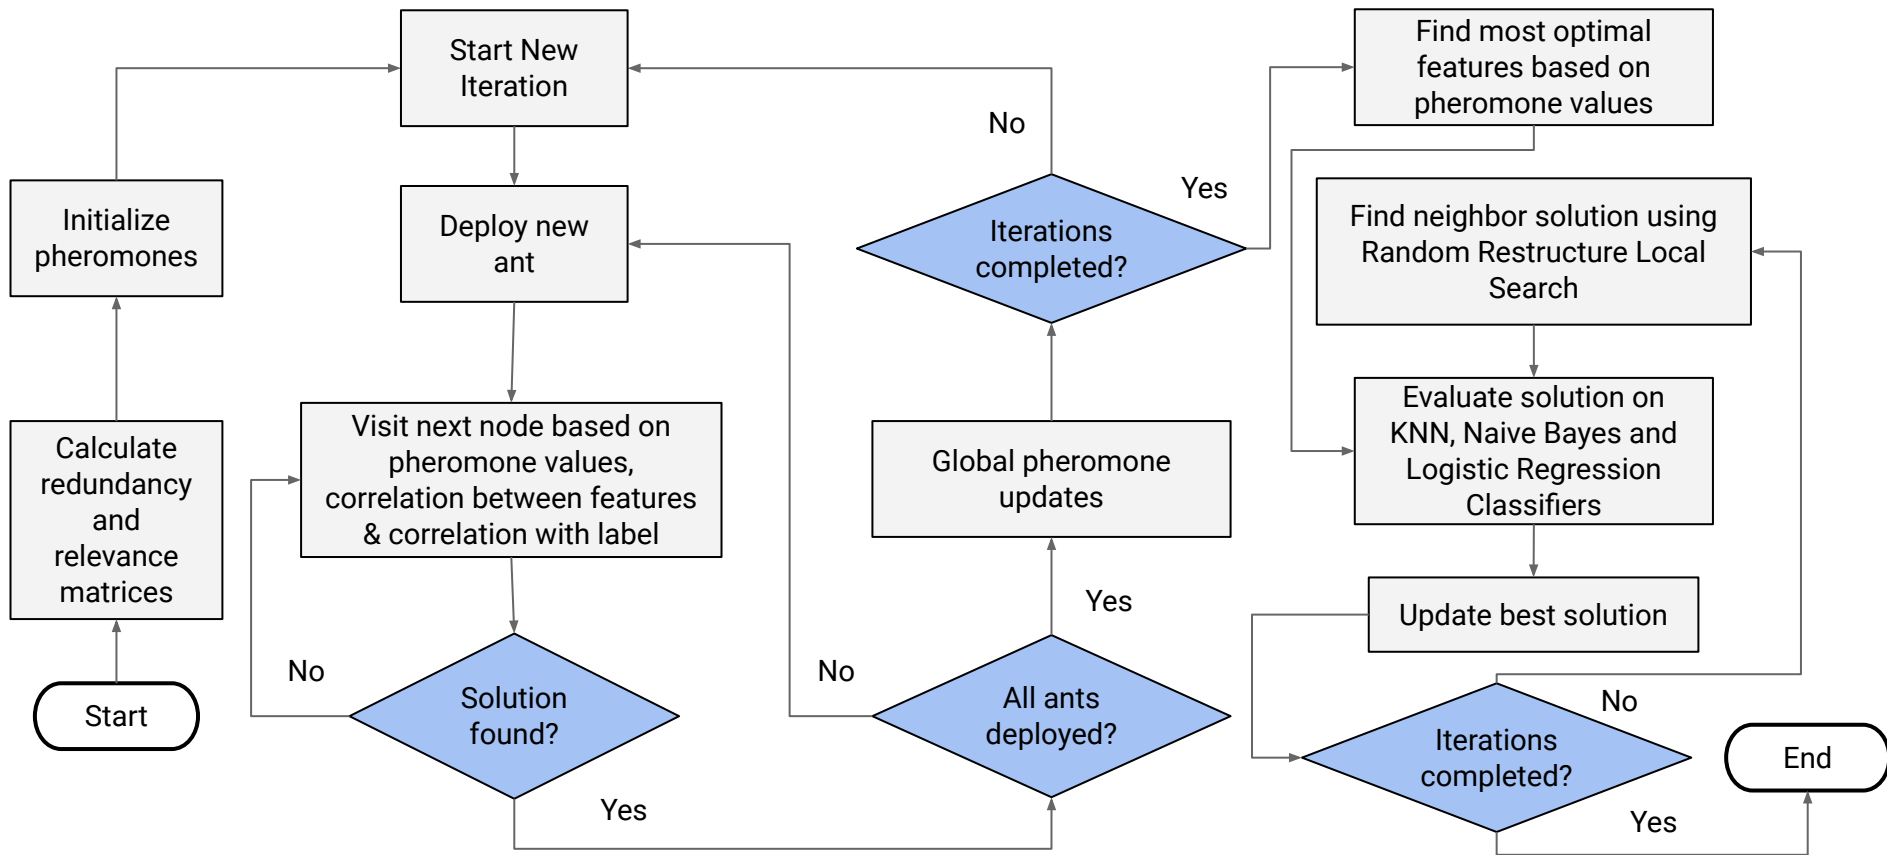 Start New
Iteration
Find most optimal
features based on
pheromone values
No
Yes
Initialize
pheromones
Deploy new
ant
Iterations
completed?
Find neighbor solution using
Random Restructure Local
Search
Calculate
redundancy
and
relevance
matrices
Visit next node based on
pheromone values,
correlation between features
& correlation with label
Global pheromone
updates
Evaluate solution on
KNN, Naive Bayes and
Logistic Regression
Classifiers
Yes
Update best solution
Start
No
Solution
found?
No
All ants
deployed?
No
Iterations
completed?
End
Yes
Yes